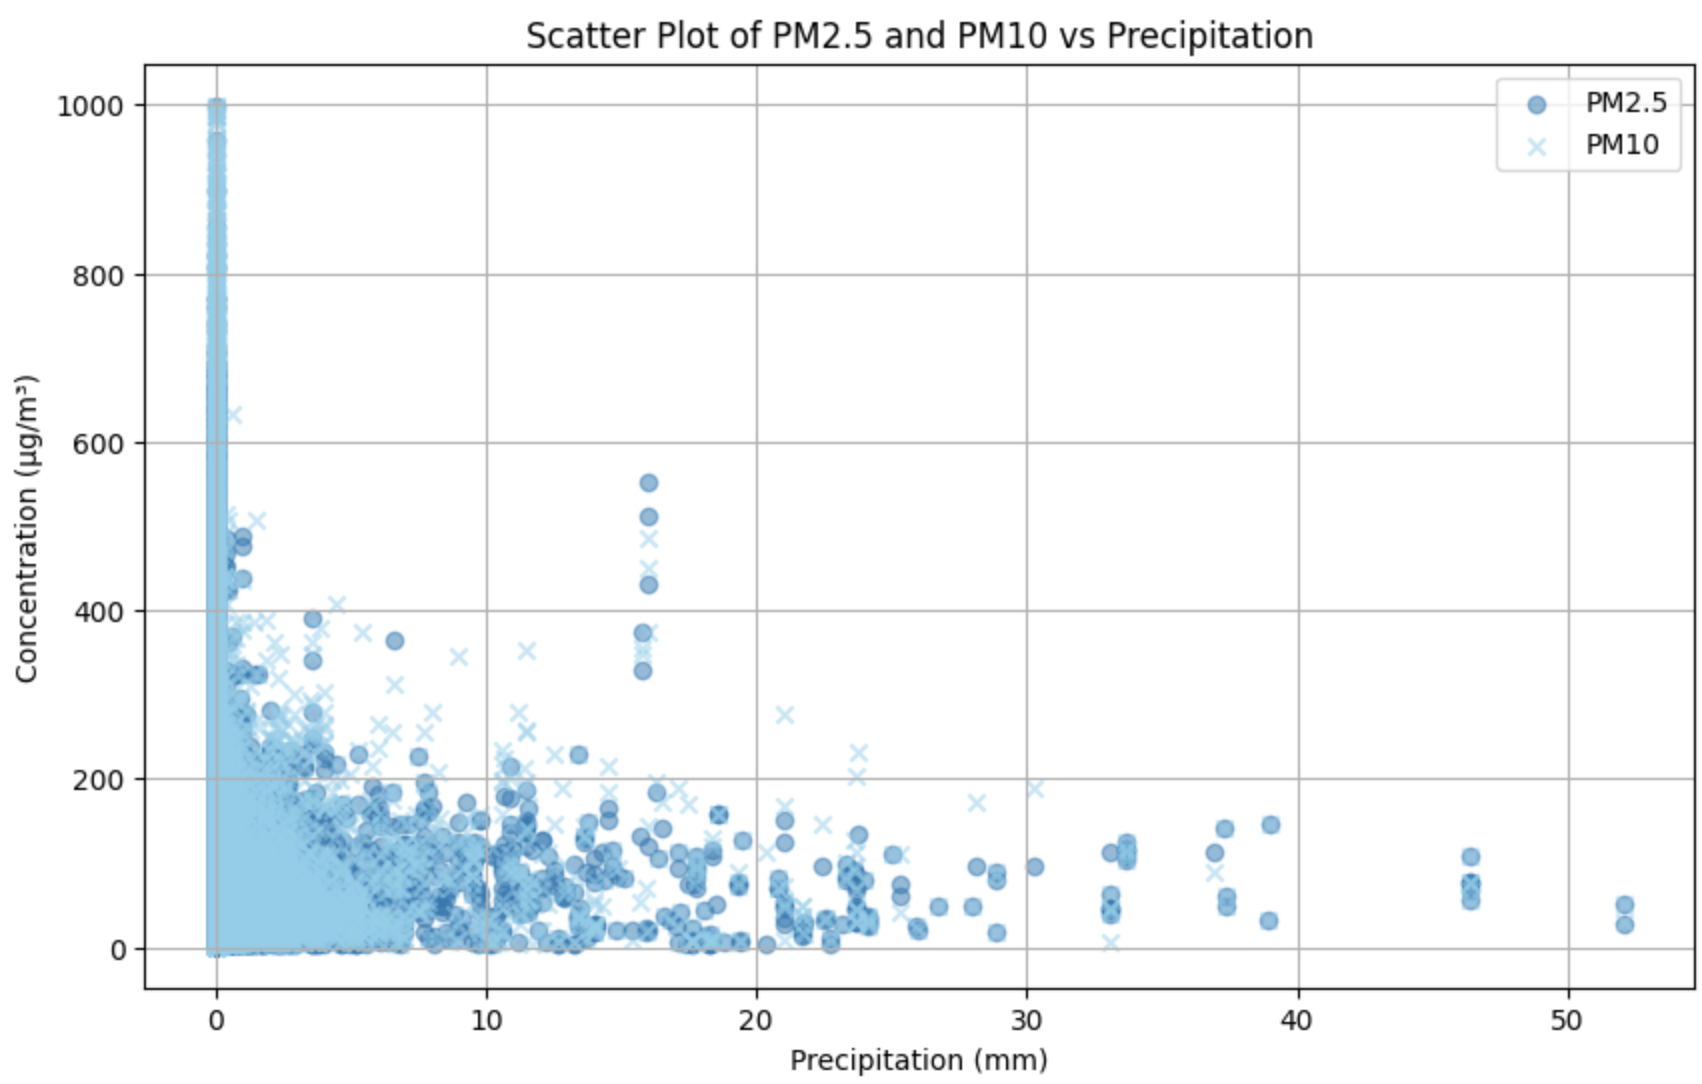 Scatter Plot of PM2.5 and PM10 vs Precipitation
PM2.5
PM10
1000
800
600
400
200
0
Concentration (µg/m³)
0 10 20 30 40 50
Precipitation (mm)